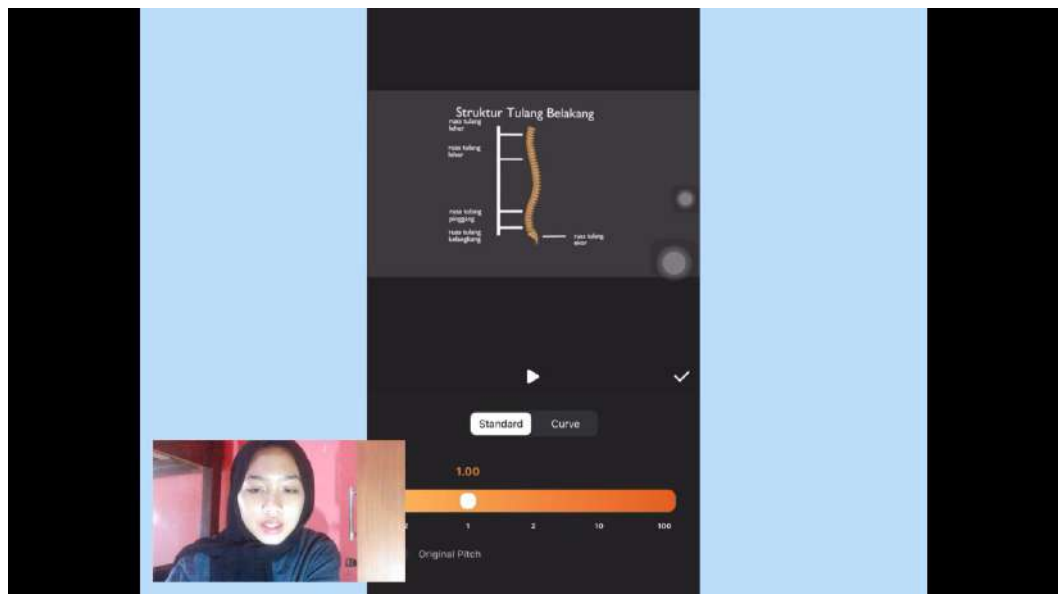 Struktur Tulang Belakang
ruas tulang
leher
ruas tulang
leher
ruas tulang
pinggang
ruas tulang
kelangkang
ruas tulang
ekor
Standard
Curve
1.00
1
2
10
100
Original Pitch